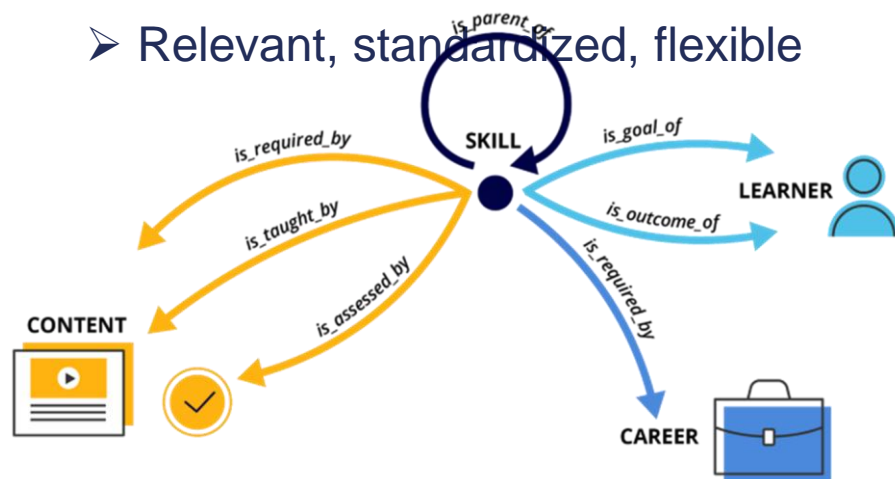 ➢ Relevant, standardized, flexible
is_parent_of
SKILL
is_required_by
is_goal_of
LEARNER
is_taught_by
is_outcome_of
is_assessed_by
is_required_by
CONTENT
CAREER